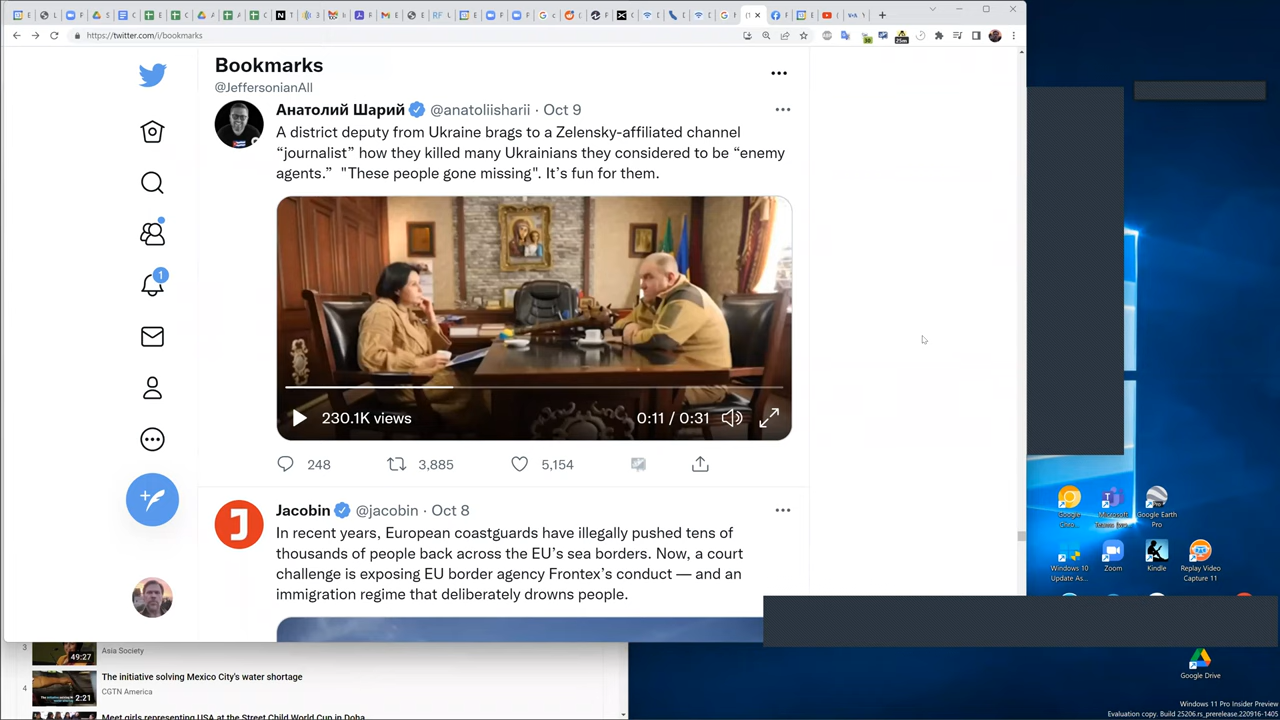 https://twitter.com/i/bookmarks
Bookmarks
@JeffersonianAll
Анатолий Шарий @anatoliisharii · Oct 9
A district deputy from Ukraine brags to a Zelensky-affiliated channel
“journalist” how they killed many Ukrainians they considered to be “enemy
agents.” "These people gone missing". It’s fun for them.
230.1K views
0:11 / 0:31
248
3,885
5,154
1
Jacobin @jacobin · Oct 8
In recent years, European coastguards have illegally pushed tens of
thousands of people back across the EU’s sea borders. Now, a court
challenge is exposing EU border agency Frontex’s conduct — and an
immigration regime that deliberately drowns people.
3
49:27
Asia Society
4
2:21
The initiative solving Mexico City's water shortage
CGTN America
Meet girls representing USA at the Street Child World Cup in Doha
Google Chro...
Microsoft Teams
Google Earth Pro
Windows 10 Update As...
Zoom
Kindle
Replay Video Capture 11
Google Drive
Windows 11 Pro Insider Preview
Evaluation copy. Build 25206.rs_prerelease.220916-1405